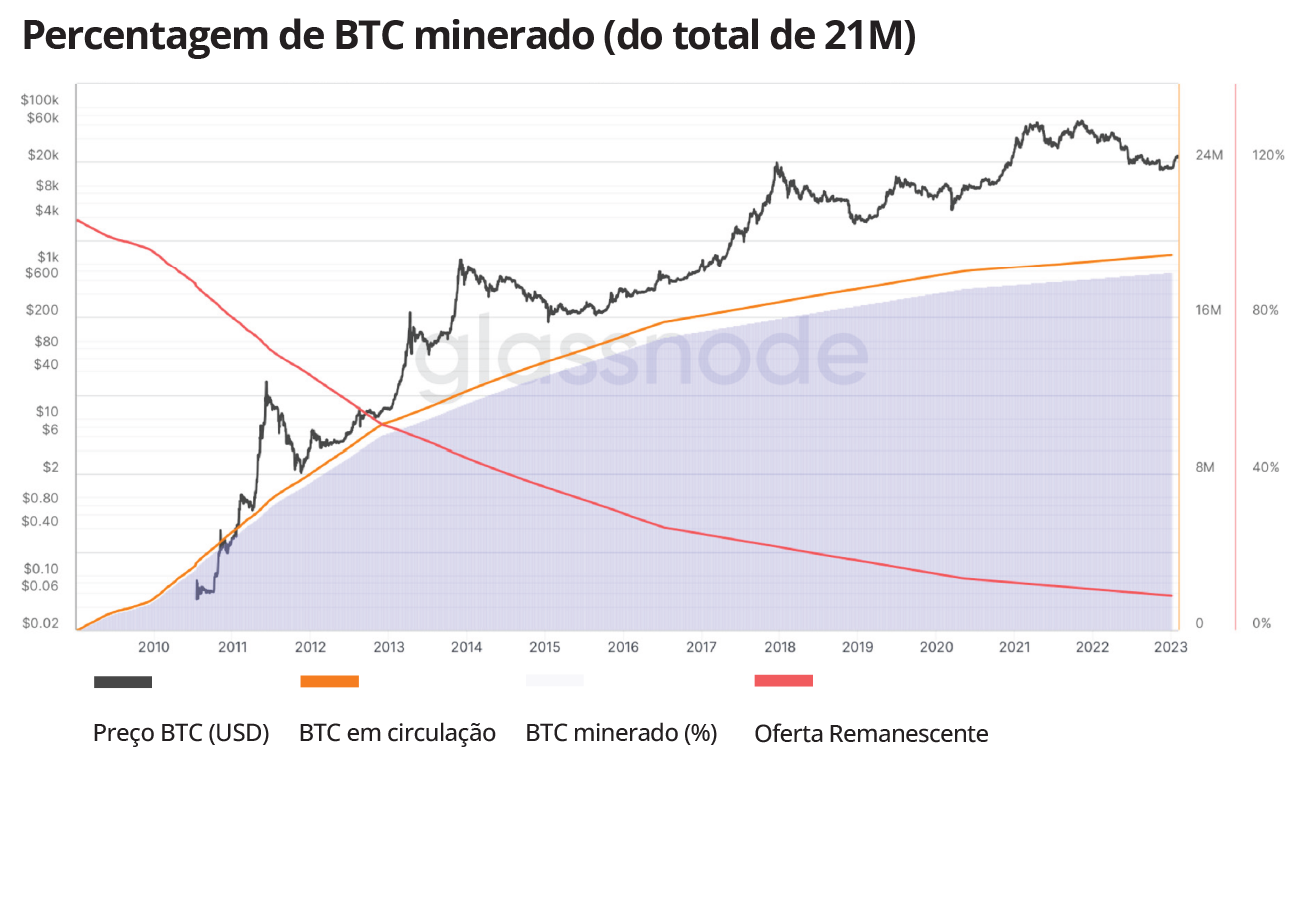 Percentagem de BTC minerado (do total de 21M)
$100k
$60k
$20k
$8k
$4k
$1k
$600
$200
$80
$40
$10
$6
$2
$0.80
$0.40
$0.10
$0.06
$0.02
24M
16M
8M
0
120%
80%
40%
0%
glassnode
2010 2011 2012 2013 2014 2015 2016 2017 2018 2019 2020 2021 2022 2023
Preço BTC (USD) BTC em circulação BTC minerado (%) Oferta Remanescente